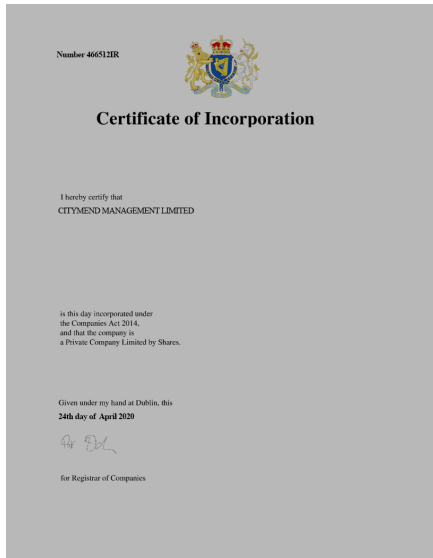 Number 466512IR
Certificate of Incorporation
I hereby certify that
CITYMEND MANAGEMENT LIMITED
is this day incorporated under
the Companies Act 2014,
and that the company is
a Private Company Limited by Shares.
Given under my hand at Dublin, this
24th day of April 2020
for Registrar of Companies